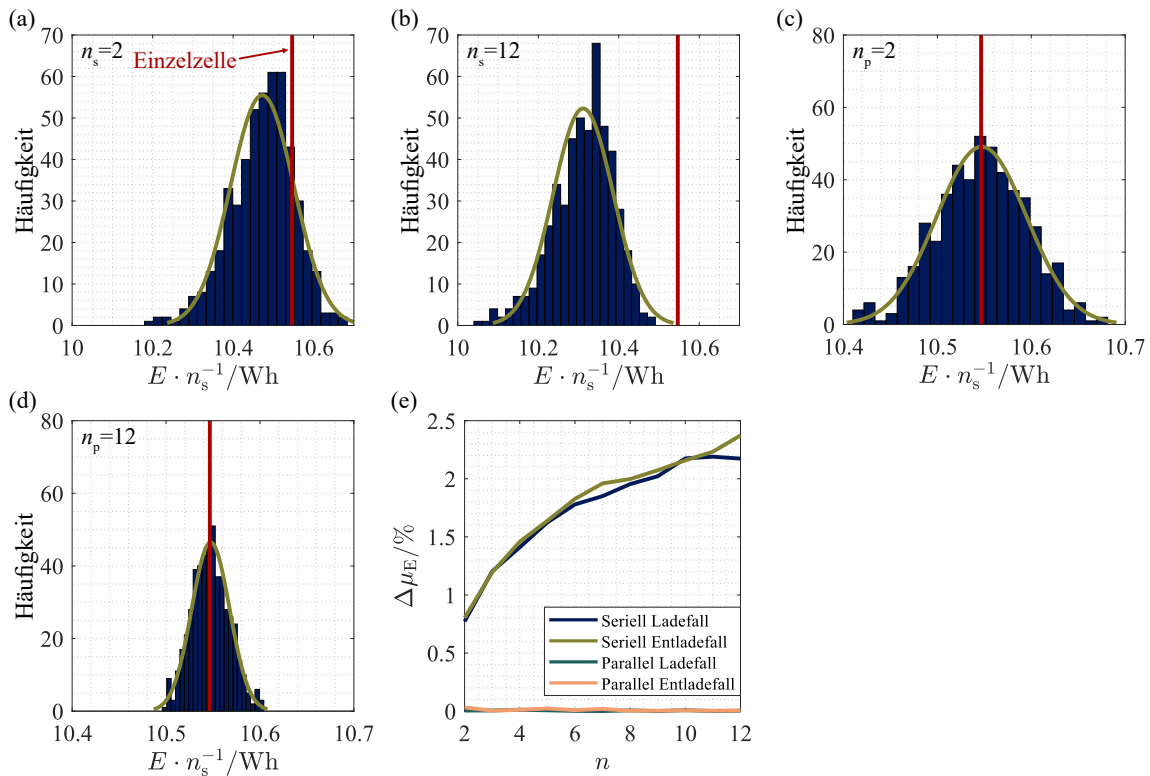 (a)
n_s=2
Einzelzelle
Häufigkeit
70
60
50
40
30
20
10
0
10 10.2 10.4 10.6
E · n_s^{-1}/Wh
(b)
n_s=12
Häufigkeit
70
60
50
40
30
20
10
0
10 10.2 10.4 10.6
E · n_s^{-1}/Wh
(c)
n_p=2
Häufigkeit
80
60
40
20
0
10.4 10.5 10.6 10.7
E · n_s^{-1}/Wh
(d)
n_p=12
Häufigkeit
80
60
40
20
0
10.4 10.5 10.6 10.7
E · n_s^{-1}/Wh
(e)
Δμ_E/%
2.5
2
1.5
1
0.5
0
Seriell Ladefall
Seriell Entladefall
Parallel Ladefall
Parallel Entladefall
2 4 6 8 10 12
n